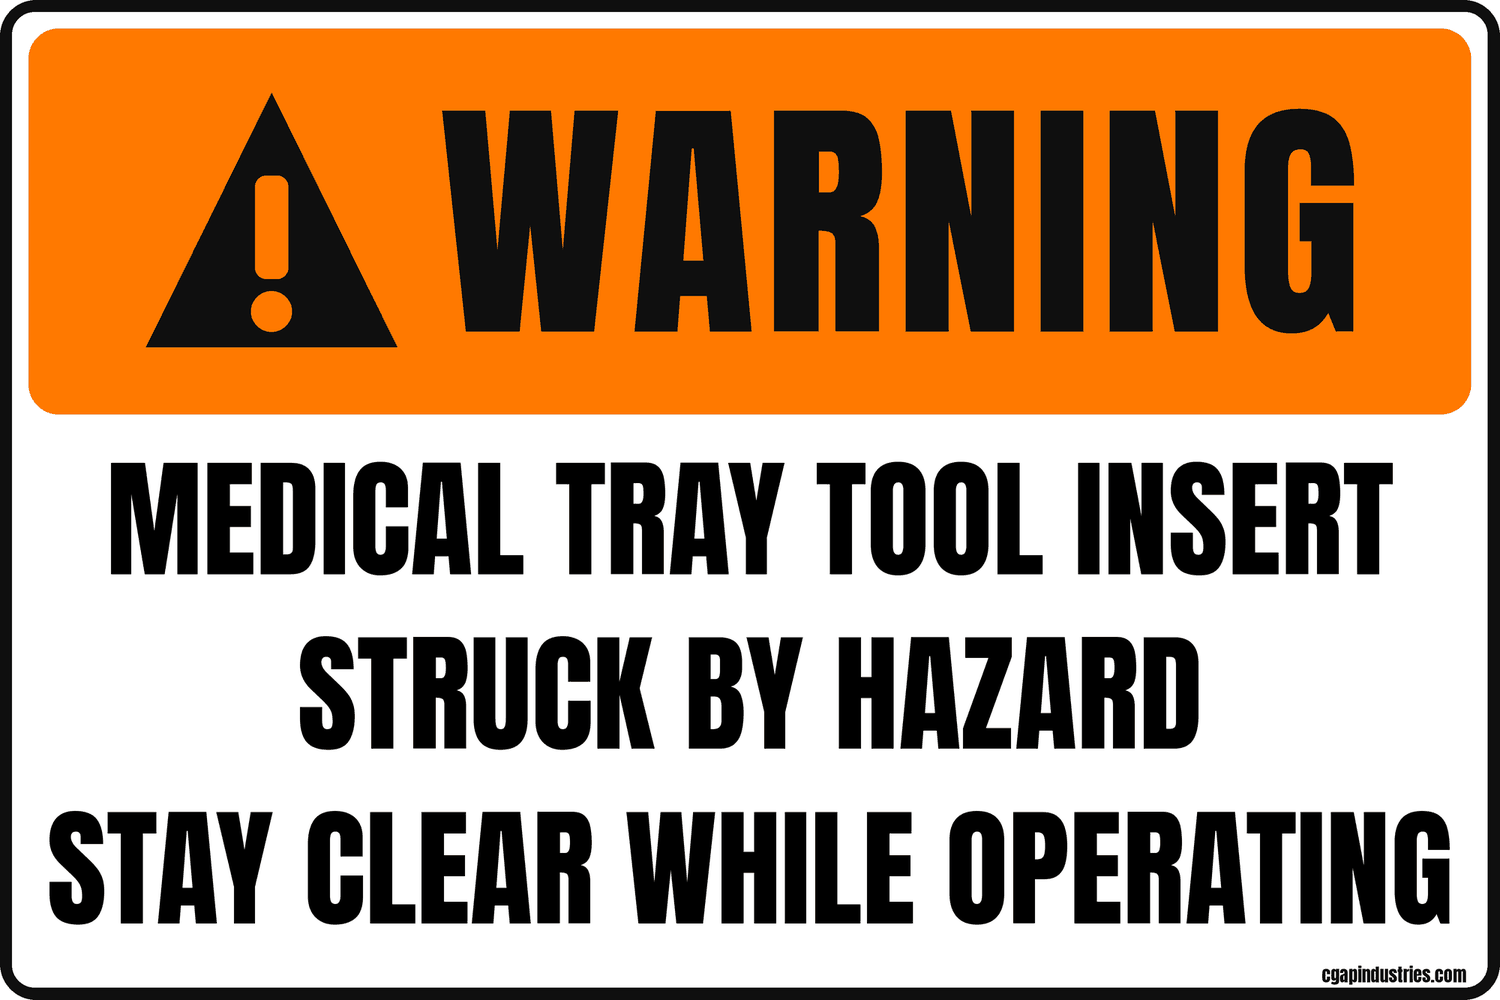 WARNING
MEDICAL TRAY TOOL INSERT
STRUCK BY HAZARD
STAY CLEAR WHILE OPERATING
cgapindustries.com